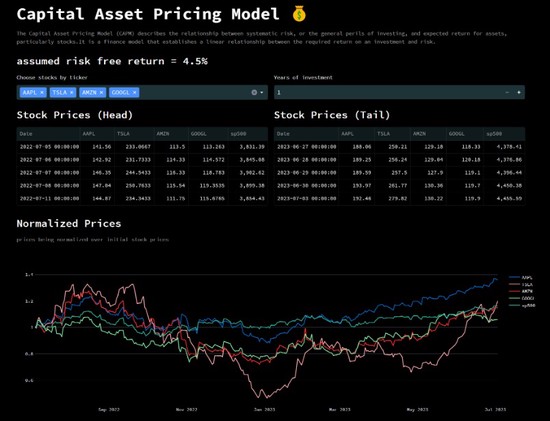 Capital Asset Pricing Model 💰
The Capital Asset Pricing Model (CAPM) describes the relationship between systematic risk, or the general perils of investing, and expected return for assets,
particularly stocks.It is a finance model that establishes a linear relationship between the required return on an investment and risk.
assumed risk free return = 4.5%
Choose stocks by ticker
Years of investment
AAPL × TSLA × AMZN × GOOGL ×
1 − +
Stock Prices (Head)
Stock Prices (Tail)
Date AAPL TSLA AMZN GOOGL sp500
2022-07-05 00:00:00 141.56 233.0667 113.5 113.263 3,831.39
2022-07-06 00:00:00 142.92 231.7333 114.33 114.572 3,845.08
2022-07-07 00:00:00 146.35 244.5433 116.33 118.783 3,902.62
2022-07-08 00:00:00 147.04 250.7633 115.54 119.3535 3,899.38
2022-07-11 00:00:00 144.87 234.3433 111.75 115.6785 3,854.43
Date AAPL TSLA AMZN GOOGL sp500
2023-06-27 00:00:00 188.06 250.21 129.18 118.33 4,378.41
2023-06-28 00:00:00 189.25 256.24 129.04 120.18 4,376.86
2023-06-29 00:00:00 189.59 257.5 127.9 119.1 4,396.44
2023-06-30 00:00:00 193.97 261.77 130.36 119.7 4,450.38
2023-07-03 00:00:00 192.46 279.82 130.22 119.9 4,455.59
Normalized Prices
prices being normalized over initial stock prices
1.4
1.2
1
0.8
0.6
Sep 2022 Nov 2022 Jan 2023 Mar 2023 May 2023 Jul 2023
AAPL
TSLA
AMZN
GOOGL
sp500